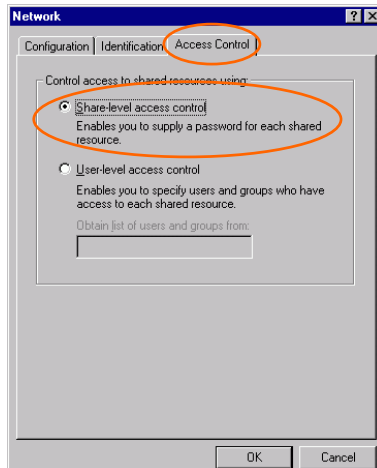 Network
Configuration Identification Access Control
Control access to shared resources using:
Share-level access control
Enables you to supply a password for each shared
resource.
User-level access control
Enables you to specify users and groups who have
access to each shared resource.
Obtain list of users and groups from:
OK Cancel